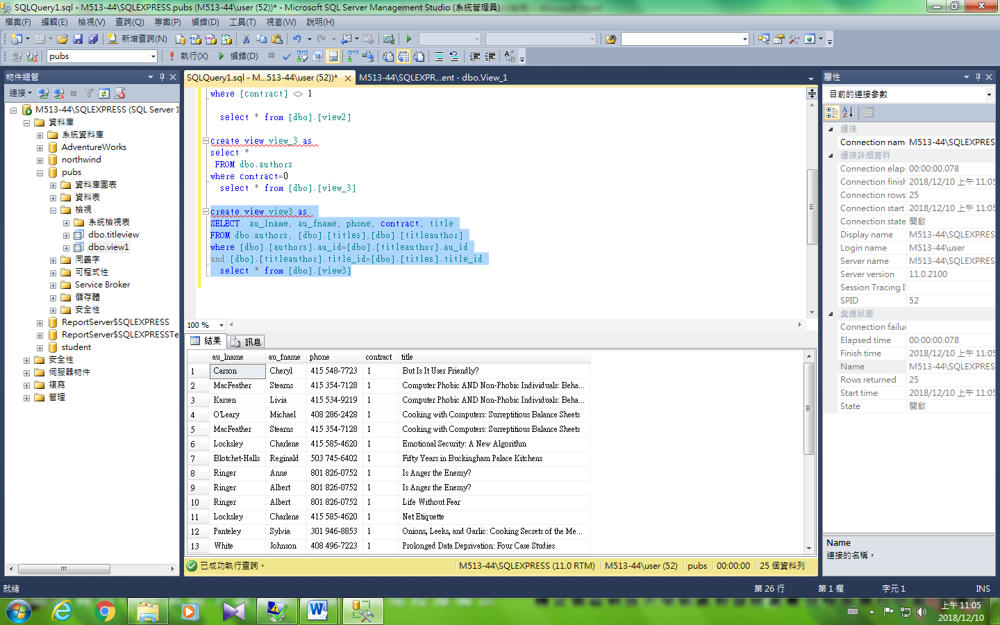 SQLQuery1.sql - M513-44\SQLEXPRESS.pubs (M513-44\user (52))* - Microsoft SQL Server Management Studio (系統管理員)
檔案(F) 編輯(E) 檢視(V) 查詢(Q) 專案(P) 偵錯(D) 工具(T) 視窗(W) 說明(H)
新增查詢(N)
pubs
執行(X) 偵錯(D)
物件總管
連接
M513-44\SQLEXPRESS (SQL Server 1
資料庫
系統資料庫
AdventureWorks
northwind
pubs
資料庫圖表
資料表
檢視
系統檢視表
dbo.titleview
dbo.view1
同義字
可程式性
Service Broker
儲存體
安全性
ReportServer$SQLEXPRESS
ReportServer$SQLEXPRESSTe
student
安全性
伺服器物件
複寫
管理
SQLQuery1.sql - M...513-44\user (52))* M513-44\SQLEXPR...ent - dbo.View_1
where [contract] <> 1
select * from [dbo].[view2]
create view view_3 as
select *
FROM dbo.authors
where contract=0
select * from [dbo].[view_3]
create view view3 as
SELECT au_lname, au_fname, phone, contract, title
FROM dbo.authors, [dbo].[titles],[dbo].[titleauthor]
where [dbo].[authors].au_id=[dbo].[titleauthor].au_id
and [dbo].[titleauthor].title_id=[dbo].[titles].title_id
select * from [dbo].[view3]
100 %
結果 訊息
au_lname au_fname phone contract title
1 Carson Cheryl 415 548-7723 1 But Is It User Friendly?
2 MacFeather Stearns 415 354-7128 1 Computer Phobic AND Non-Phobic Individuals: Beha...
3 Karsen Livia 415 534-9219 1 Computer Phobic AND Non-Phobic Individuals: Beha...
4 O'Leary Michael 408 286-2428 1 Cooking with Computers: Surreptitious Balance Sheets
5 MacFeather Stearns 415 354-7128 1 Cooking with Computers: Surreptitious Balance Sheets
6 Locksley Charlene 415 585-4620 1 Emotional Security: A New Algorithm
7 Blotchet-Halls Reginald 503 745-6402 1 Fifty Years in Buckingham Palace Kitchens
8 Ringer Anne 801 826-0752 1 Is Anger the Enemy?
9 Ringer Albert 801 826-0752 1 Is Anger the Enemy?
10 Ringer Albert 801 826-0752 1 Life Without Fear
11 Locksley Charlene 415 585-4620 1 Net Etiquette
12 Panteley Sylvia 301 946-8853 1 Onions, Leeks, and Garlic: Cooking Secrets of the Me...
13 White Johnson 408 496-7223 1 Prolonged Data Deprivation: Four Case Studies
已成功執行查詢。 M513-44\SQLEXPRESS (11.0 RTM) M513-44\user (52) pubs 00:00:00 25 個資料列
屬性
目前的連接參數
連接
Connection nam M513-44\SQLEXPRES
連接詳細資料
Connection elap 00:00:00.078
Connection finish 2018/12/10 上午 11:05
Connection rows 25
Connection start 2018/12/10 上午 11:05
Connection state 開啟
Display name M513-44\SQLEXPRES
Login name M513-44\user
Server name M513-44\SQLEXPRES
Server version 11.0.2100
Session Tracing I
SPID 52
彙總狀態
Connection failur
Elapsed time 00:00:00.078
Finish time 2018/12/10 上午 11:05
Name M513-44\SQLEXPRES
Rows returned 25
Start time 2018/12/10 上午 11:05
State 開啟
Name
連接的名稱。
就緒 第 26 行 第 1 欄 字元 1 INS
上午 11:05
2018/12/10